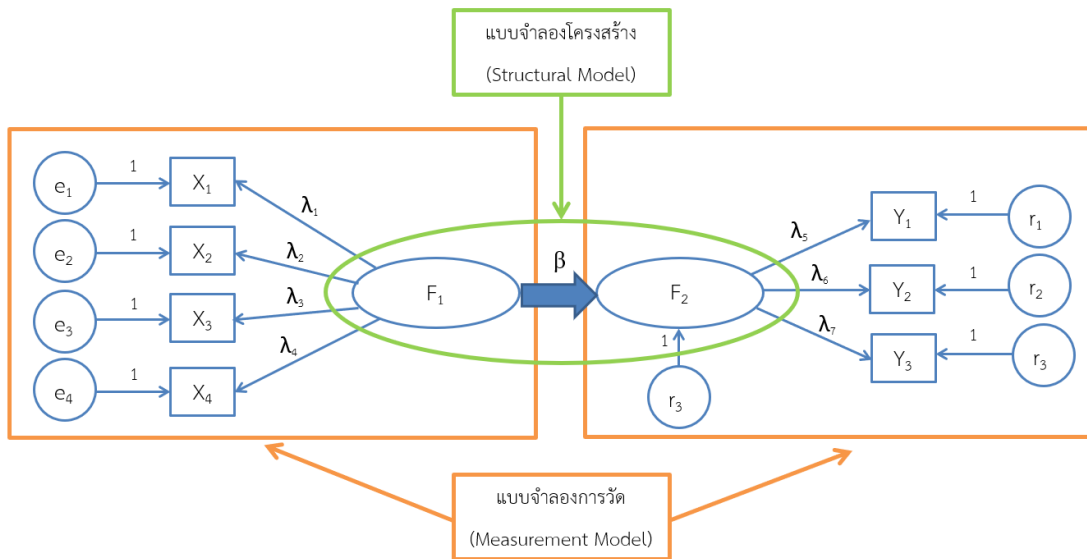 แบบจำลองโครงสร้าง
(Structural Model)
e₁ 1 X₁ λ₁
e₂ 1 X₂ λ₂
e₃ 1 X₃ λ₃
e₄ 1 X₄ λ₄
F₁ β F₂
1
r₃
λ₅ Y₁ 1 r₁
λ₆ Y₂ 1 r₂
λ₇ Y₃ 1 r₃
แบบจำลองการวัด
(Measurement Model)